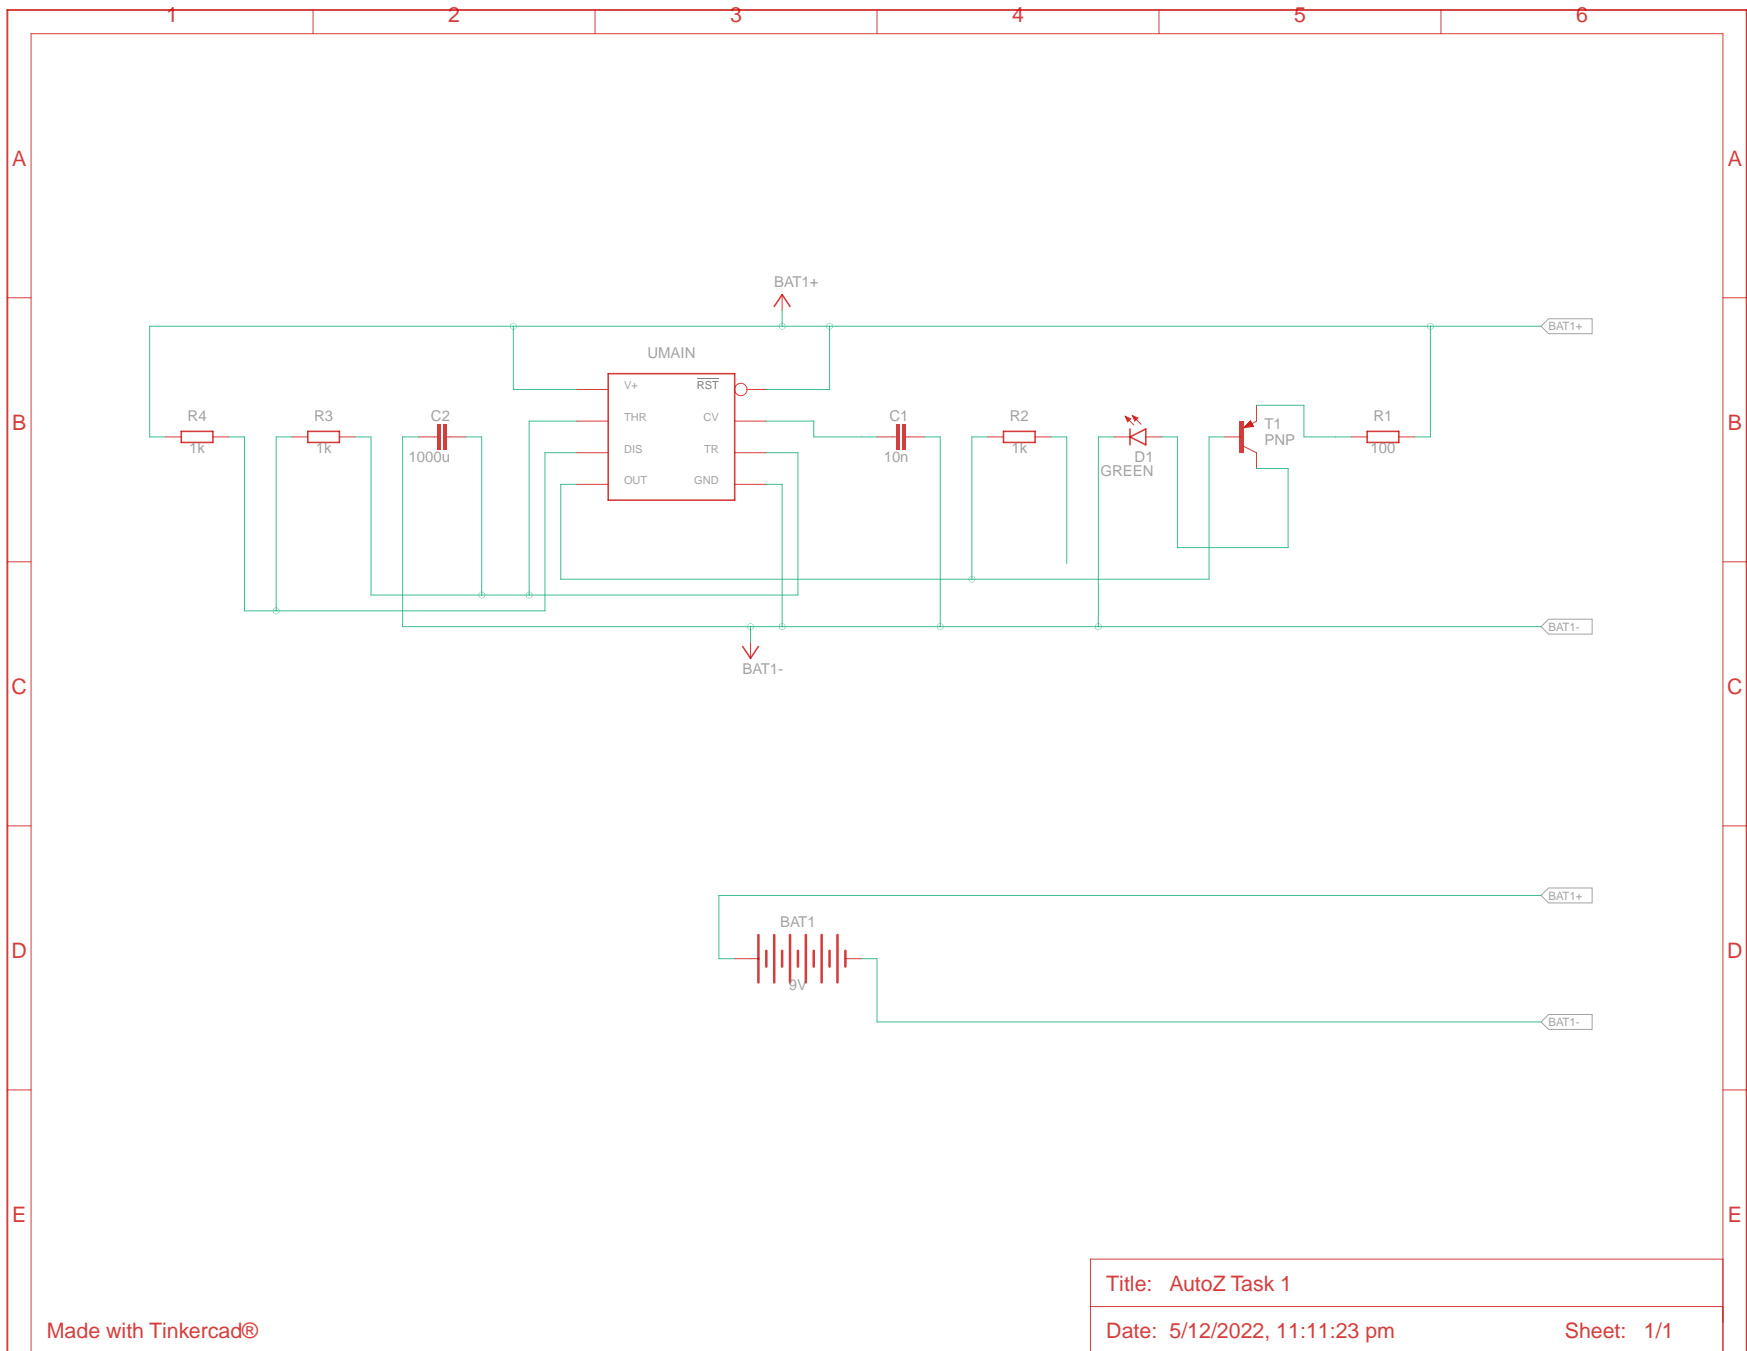 1 2 3 4 5 6
A A
BAT1+
BAT1+
UMAIN
V+ RST
B B
R4 R3 C2 THR CV C1 R2 T1 R1
PNP
1k 1k 1000u DIS TR 10n 1k D1 100
GREEN
OUT GND
BAT1-
BAT1-
C C
BAT1+
BAT1
D D
9V
BAT1-
E E
Title: AutoZ Task 1
Made with Tinkercad®
Date: 5/12/2022, 11:11:23 pm Sheet: 1/1